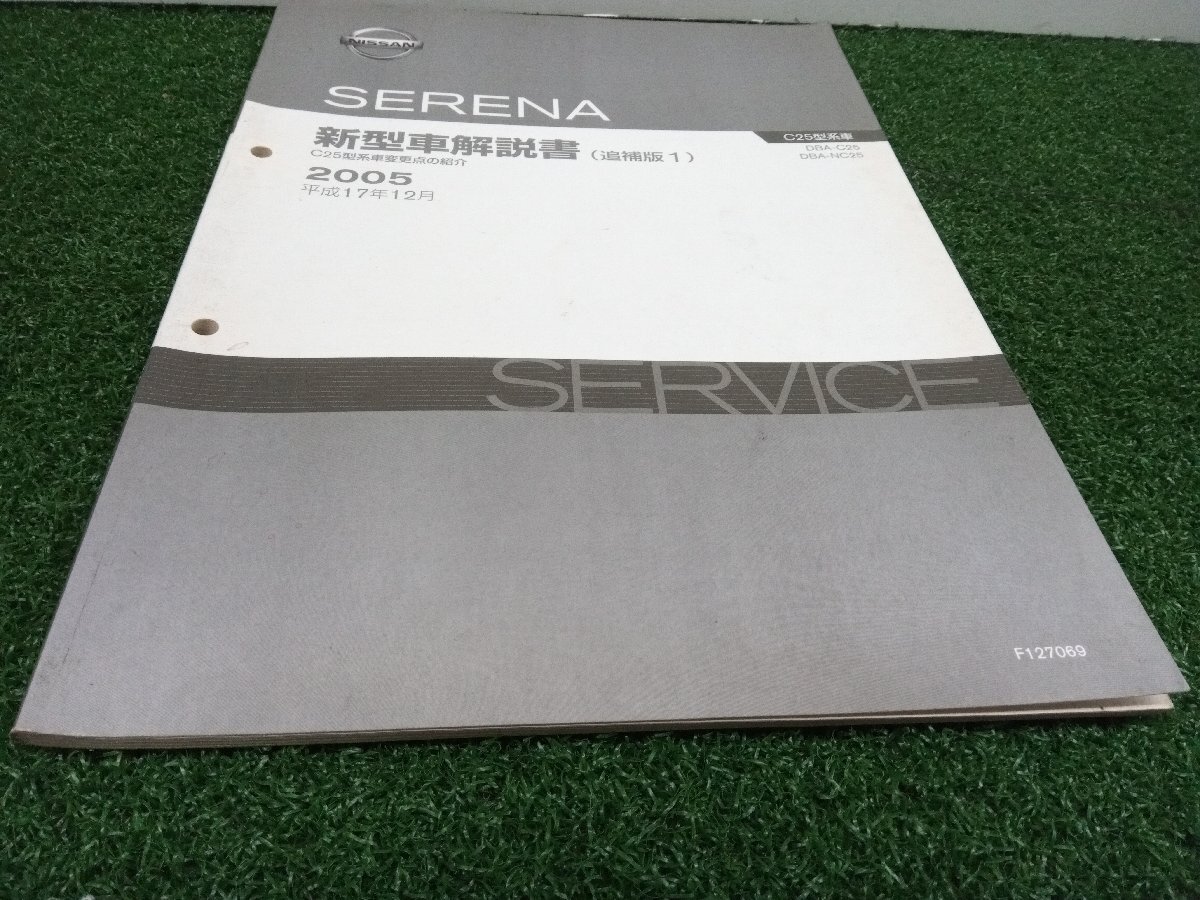 NISSAN
SERENA
新型車解説書（追補版１）
C25型系車変更点の紹介
2005
平成17年12月
C25型系車
DBA-C25
DBA-NC25
SERVICE
F127069